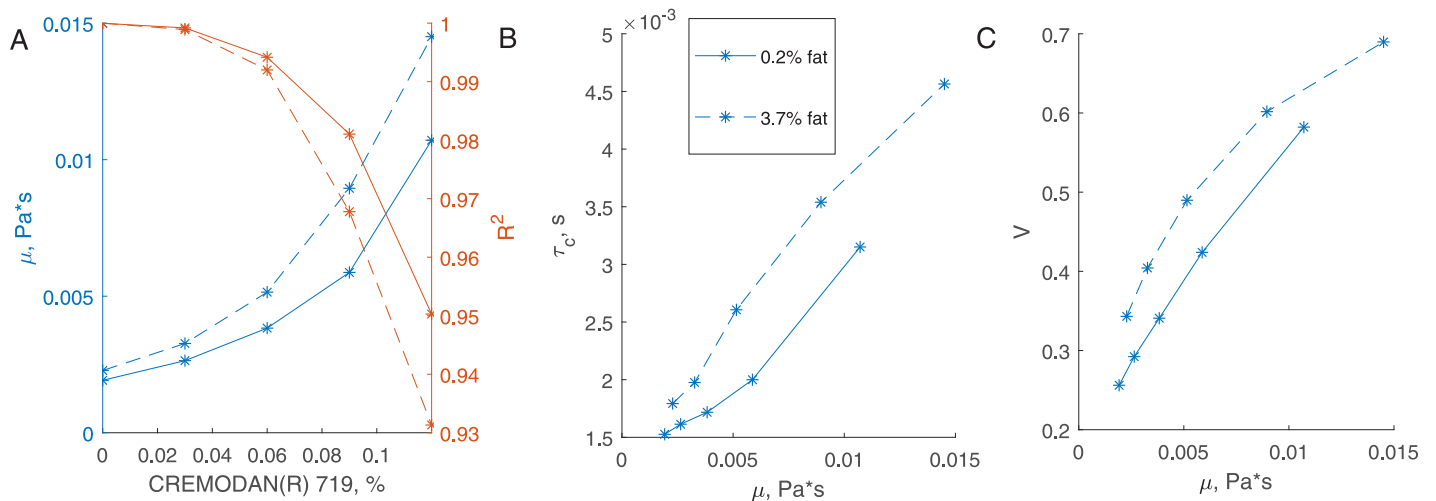 A
0.015
0.01
0.005
0
μ, Pa*s
1
0.99
0.98
0.97
0.96
0.95
0.94
0.93
R²
0 0.02 0.04 0.06 0.08 0.1
CREMODAN(R) 719, %
B
× 10⁻³
5
4.5
4
3.5
3
2.5
2
1.5
τc, s
0.2% fat
3.7% fat
0 0.005 0.01 0.015
μ, Pa*s
C
0.7
0.6
0.5
0.4
0.3
0.2
V
0 0.005 0.01 0.015
μ, Pa*s